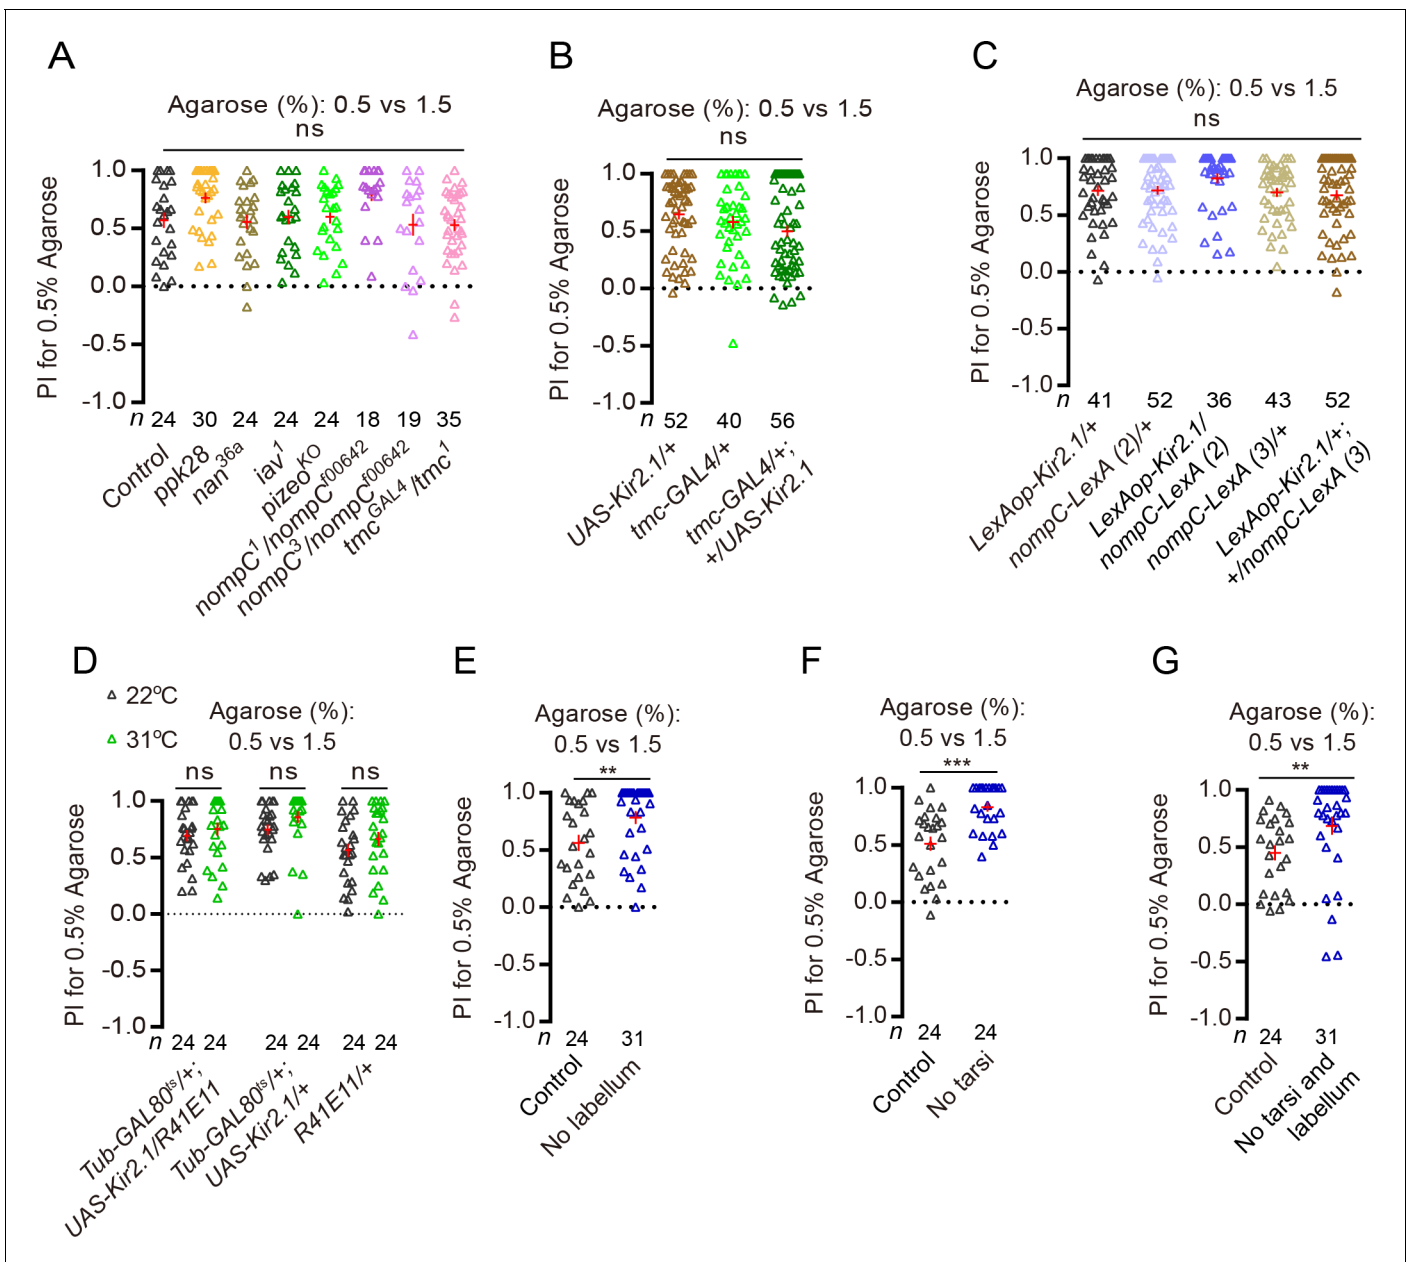 A
Agarose (%): 0.5 vs 1.5
ns
PI for 0.5% Agarose
1.0
0.5
0.0
-0.5
-1.0
n 24 30 24 24 24 18 19 35
Control
ppk28
nan36a
iav1
pizeoKO
nompC1/nompCf00642
nompC3/nompCf00642
tmcGAL4/tmc1
B
Agarose (%): 0.5 vs 1.5
ns
PI for 0.5% Agarose
1.0
0.5
0.0
-0.5
-1.0
n 52 40 56
UAS-Kir2.1/+
tmc-GAL4/+
tmc-GAL4/+;
+/UAS-Kir2.1
C
Agarose (%): 0.5 vs 1.5
ns
PI for 0.5% Agarose
1.0
0.5
0.0
-0.5
-1.0
n 41 52 36 43 52
LexAop-Kir2.1/+
nompC-LexA (2)/+
LexAop-Kir2.1/
nompC-LexA (2)
nompC-LexA (3)/+
LexAop-Kir2.1/+;
+/nompC-LexA (3)
D
22oC
31oC
Agarose (%):
0.5 vs 1.5
ns ns ns
PI for 0.5% Agarose
1.0
0.5
0.0
-0.5
-1.0
n 24 24 24 24 24 24
Tub-GAL80ts/+;
UAS-Kir2.1/R41E11
Tub-GAL80ts/+;
UAS-Kir2.1/+
R41E11/+
E
Agarose (%):
0.5 vs 1.5
**
PI for 0.5% Agarose
1.0
0.5
0.0
-0.5
-1.0
n 24 31
Control
No labellum
F
Agarose (%):
0.5 vs 1.5
***
PI for 0.5% Agarose
1.0
0.5
0.0
-0.5
-1.0
n 24 24
Control
No tarsi
G
Agarose (%):
0.5 vs 1.5
**
PI for 0.5% Agarose
1.0
0.5
0.0
-0.5
-1.0
n 24 31
Control
No tarsi and
labellum